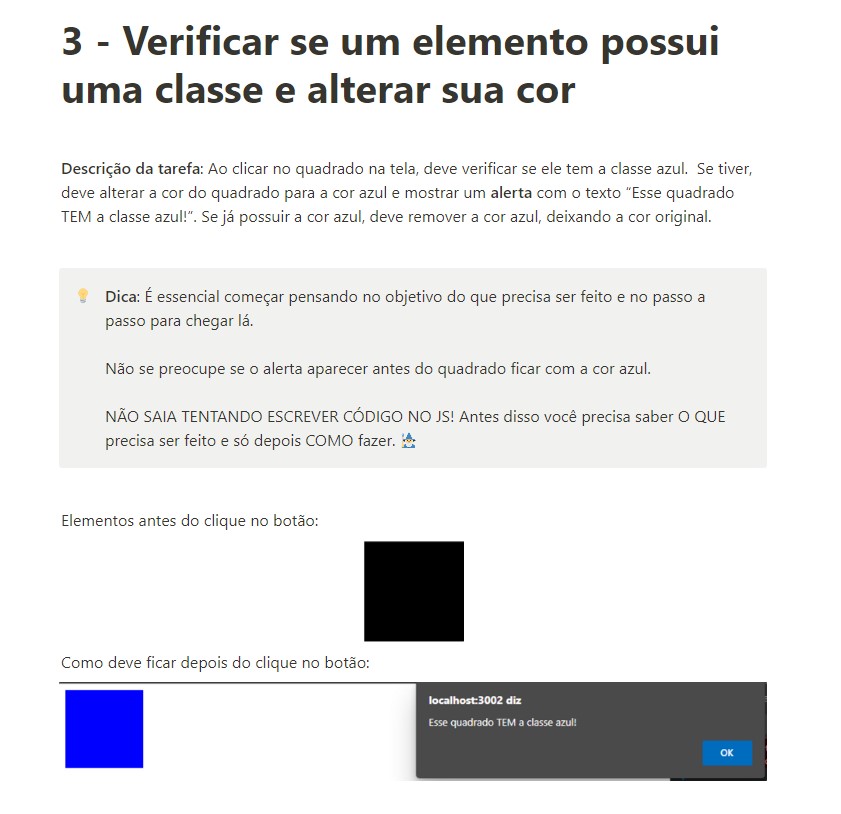 3 - Verificar se um elemento possui
uma classe e alterar sua cor
Descrição da tarefa: Ao clicar no quadrado na tela, deve verificar se ele tem a classe azul.  Se tiver,
deve alterar a cor do quadrado para a cor azul e mostrar um alerta com o texto “Esse quadrado
TEM a classe azul!”. Se já possuir a cor azul, deve remover a cor azul, deixando a cor original.
Dica: É essencial começar pensando no objetivo do que precisa ser feito e no passo a
passo para chegar lá.
Não se preocupe se o alerta aparecer antes do quadrado ficar com a cor azul.
NÃO SAIA TENTANDO ESCREVER CÓDIGO NO JS! Antes disso você precisa saber O QUE
precisa ser feito e só depois COMO fazer. 🧙‍♂️
Elementos antes do clique no botão:
Como deve ficar depois do clique no botão:
localhost:3002 diz
Esse quadrado TEM a classe azul!
OK